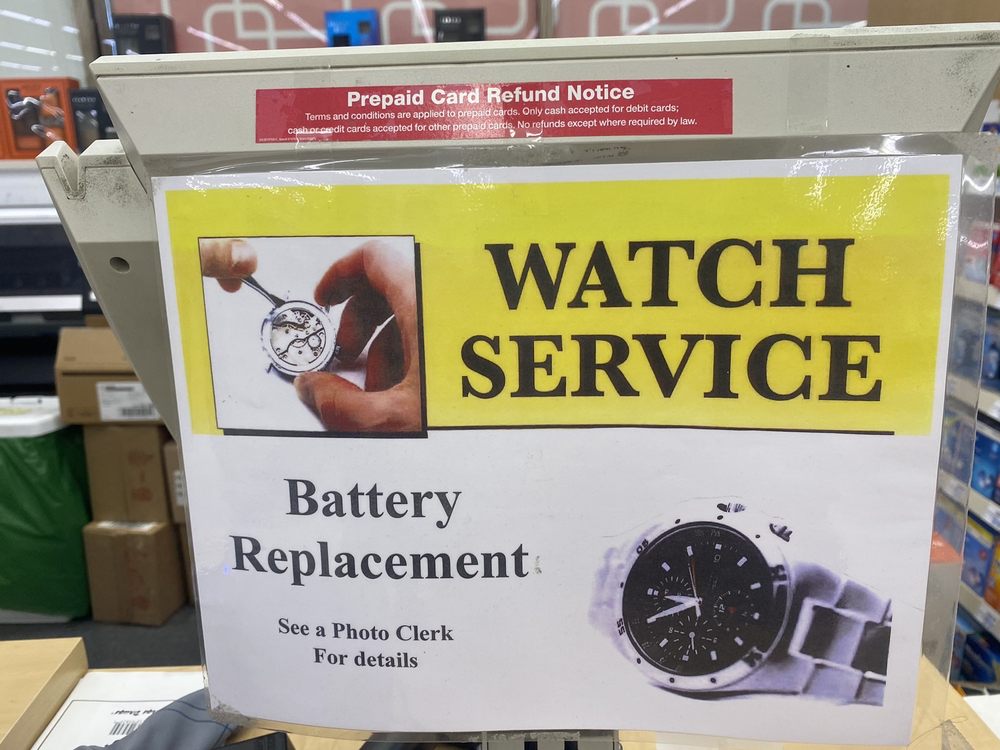 Prepaid Card Refund Notice
Terms and conditions are applied to prepaid cards. Only cash accepted for debit cards;
cash or credit cards accepted for other prepaid cards. No refunds except where required by law.
WATCH
SERVICE
Battery
Replacement
See a Photo Clerk
For details